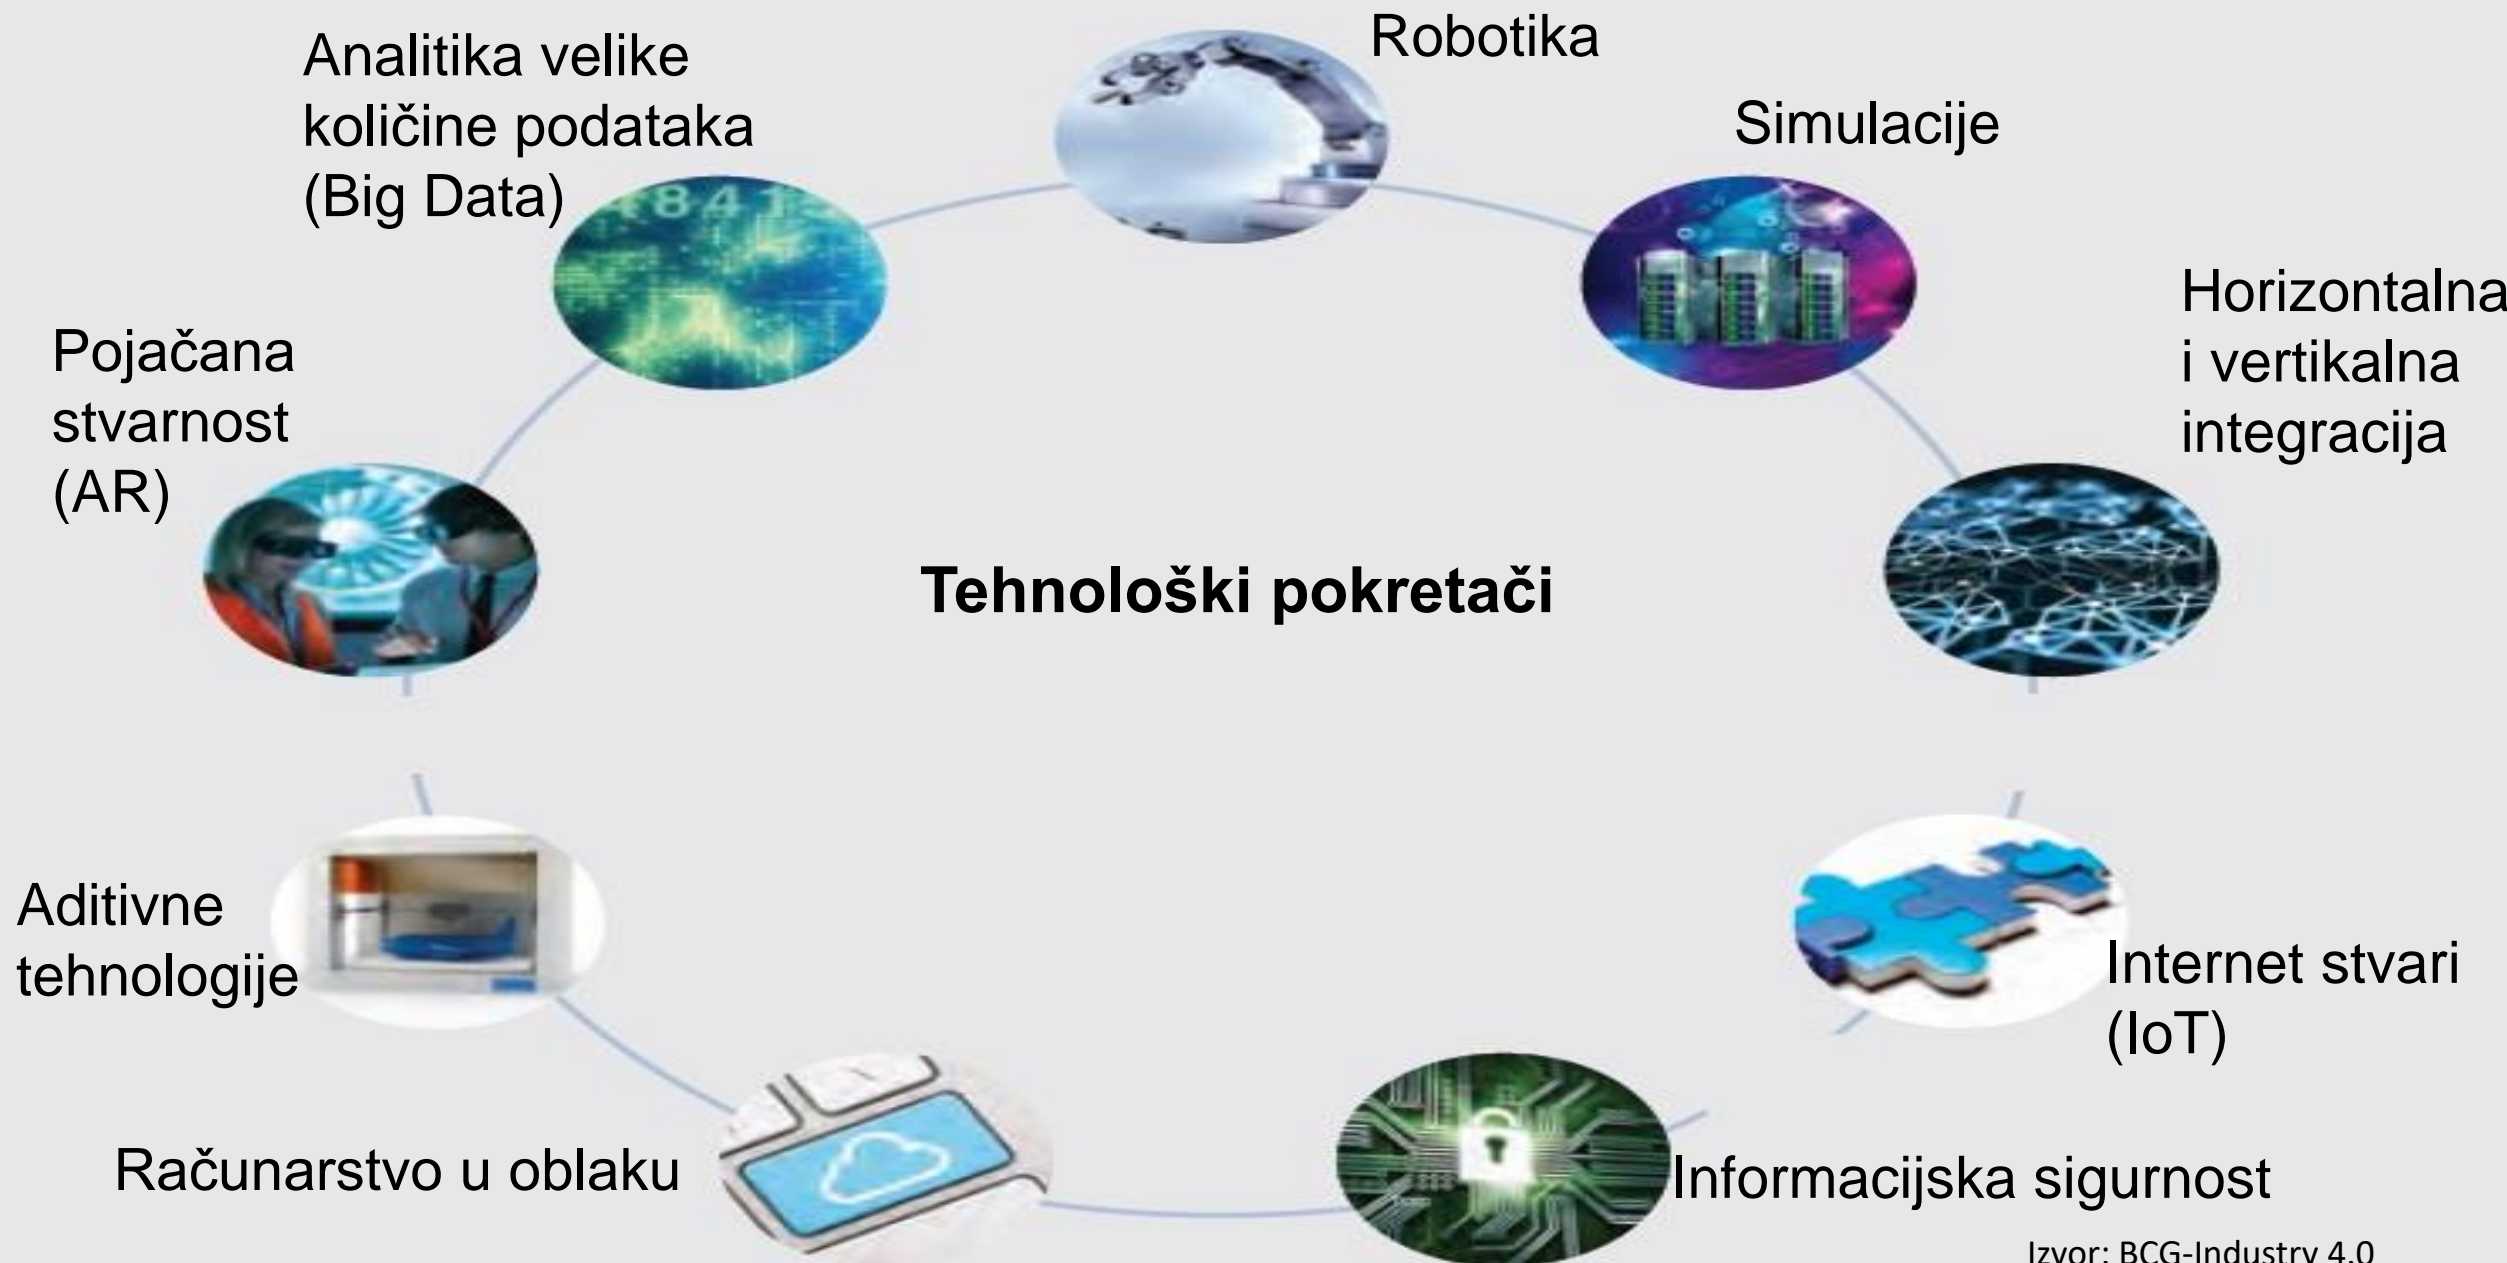 Robotika
Analitika velike
količine podataka
(Big Data)
Simulacije
Horizontalna
i vertikalna
integracija
Pojačana
stvarnost
(AR)
Tehnološki pokretači
Aditivne
tehnologije
Internet stvari
(IoT)
Računarstvo u oblaku
Informacijska sigurnost
Izvor: BCG-Industry 4.0
841